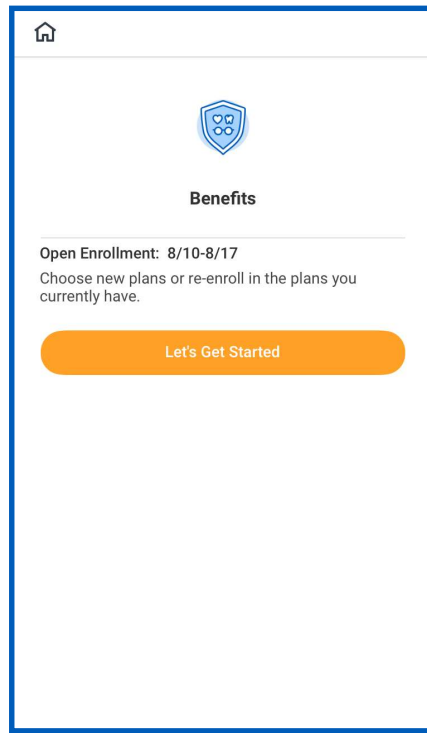 Benefits
Open Enrollment: 8/10-8/17
Choose new plans or re-enroll in the plans you
currently have.
Let's Get Started